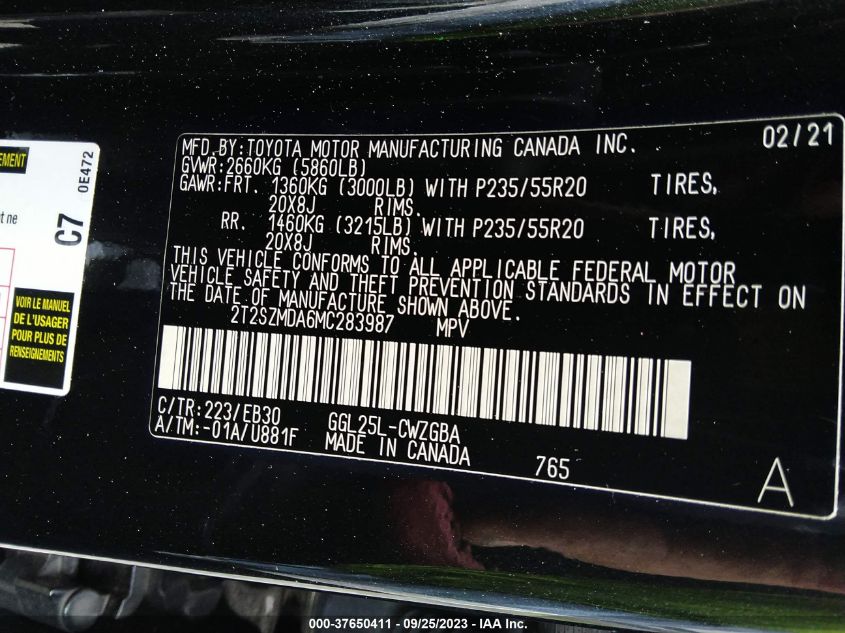 EMENT
0E472
C7
t ne
VOIR LE MANUEL
DE L'USAGER
POUR PLUS DE
RENSEIGNEMENTS
MFD.BY:TOYOTA MOTOR MANUFACTURING CANADA INC. 02/21
GVWR:2660KG (5860LB)
GAWR:FRT. 1360KG (3000LB) WITH P235/55R20 TIRES,
20X8J RIMS.
RR. 1460KG (3215LB) WITH P235/55R20 TIRES,
20X8J RIMS.
THIS VEHICLE CONFORMS TO ALL APPLICABLE FEDERAL MOTOR
VEHICLE SAFETY AND THEFT PREVENTION STANDARDS IN EFFECT ON
THE DATE OF MANUFACTURE SHOWN ABOVE.
2T2SZMDA6MC283987 MPV
C/TR:223/EB30 GGL25L-CWZGBA
A/TM:-01A/U881F MADE IN CANADA 765
A
000-37650411 - 09/25/2023 - IAA Inc.